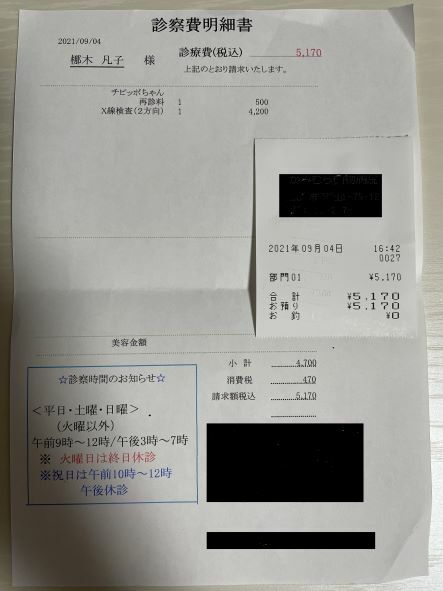 診察費明細書
2021/09/04
梛木 凡子 様
診療費(税込) 5,170
上記のとおり請求いたします。
チビッポちゃん
再診料 1 500
X線検査(2方向) 1 4,200
2021年09月04日 16:42
0027
部門01 ¥5,170
合 計 ¥5,170
お預り ¥5,170
お 釣 ¥0
美容金額
小 計 4,700
消費税 470
請求額税込 5,170
☆診察時間のお知らせ☆
<平日・土曜・日曜>
(火曜以外)
午前9時~12時/午後3時~7時
※ 火曜日は終日休診
※祝日は午前10時~12時
午後休診